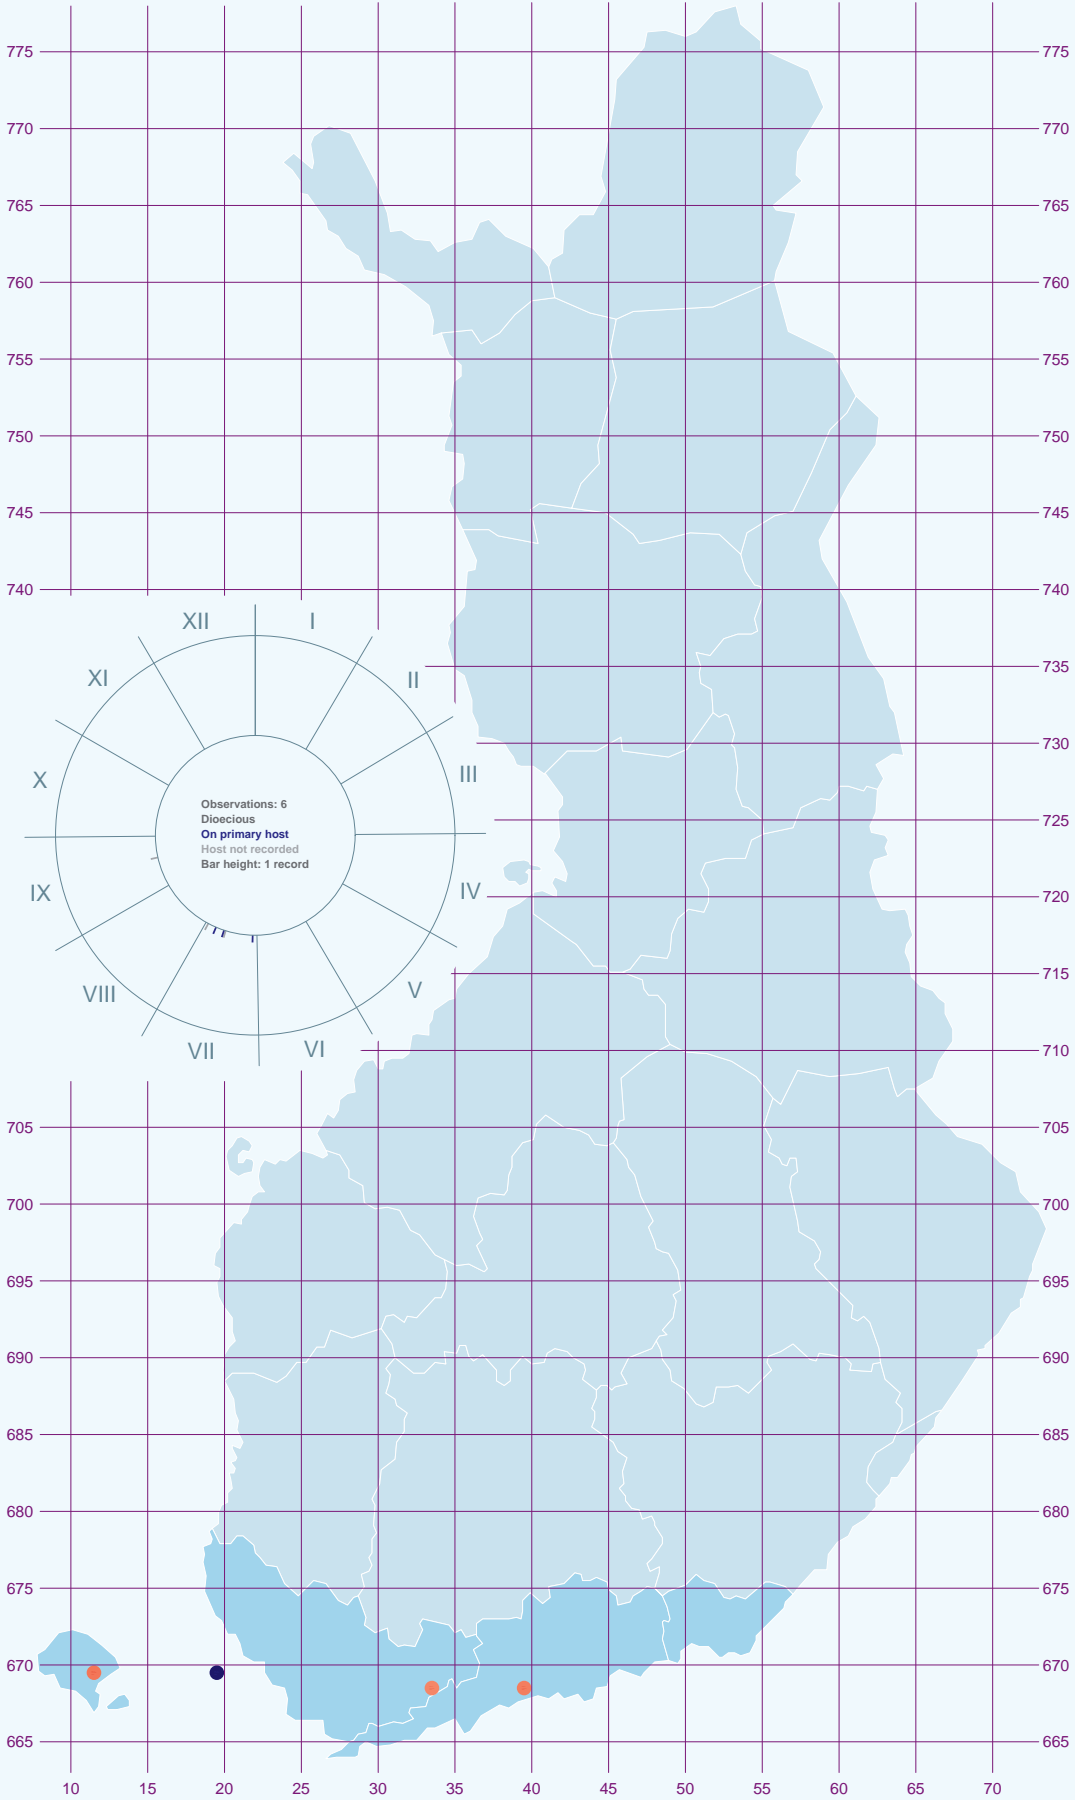 775 775
770 770
765 765
760 760
755 755
750 750
745 745
740 740
XII I
XI II
735
730
X III
725
Observations: 6
Dioecious
On primary host
Host not recorded
Bar height: 1 record
IX IV 720
VIII V 715
VII VI 710
705 705
700 700
695 695
690 690
685 685
680 680
675 675
670 670
665 665
10 15 20 25 30 35 40 45 50 55 60 65 70